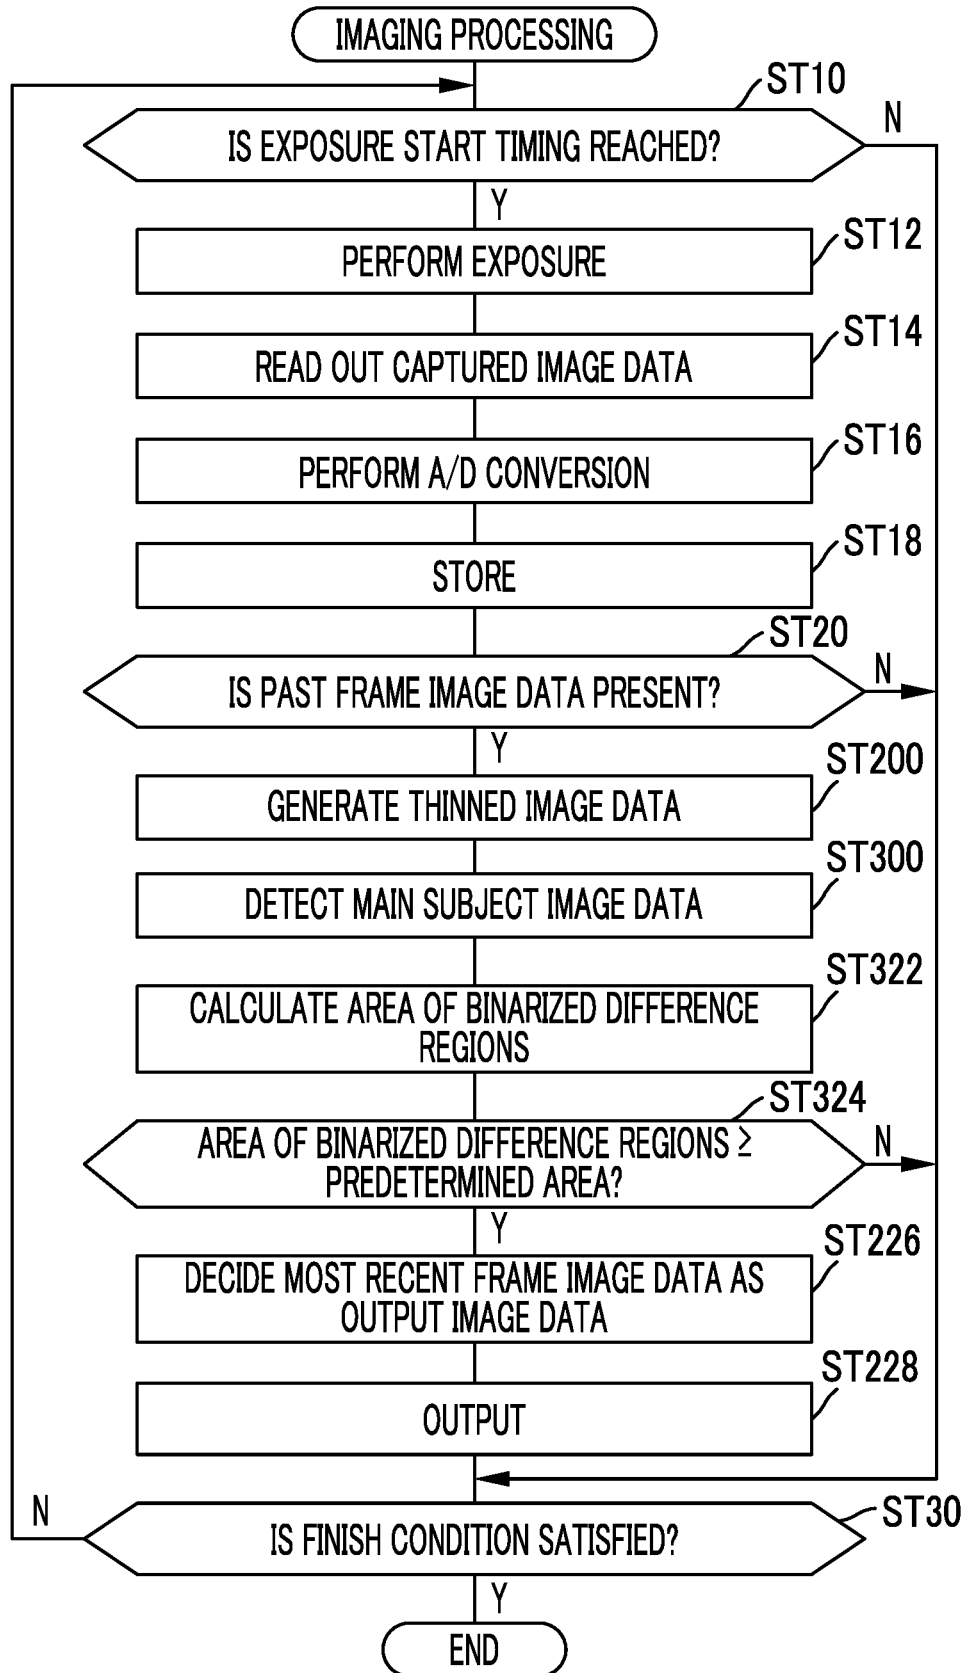 IMAGING PROCESSING
ST10
IS EXPOSURE START TIMING REACHED?
N
Y
ST12
PERFORM EXPOSURE
ST14
READ OUT CAPTURED IMAGE DATA
ST16
PERFORM A/D CONVERSION
ST18
STORE
ST20
IS PAST FRAME IMAGE DATA PRESENT?
N
Y
ST200
GENERATE THINNED IMAGE DATA
ST300
DETECT MAIN SUBJECT IMAGE DATA
ST322
CALCULATE AREA OF BINARIZED DIFFERENCE
REGIONS
ST324
AREA OF BINARIZED DIFFERENCE REGIONS ≥
PREDETERMINED AREA?
N
Y
ST226
DECIDE MOST RECENT FRAME IMAGE DATA AS
OUTPUT IMAGE DATA
ST228
OUTPUT
ST30
N
IS FINISH CONDITION SATISFIED?
Y
END